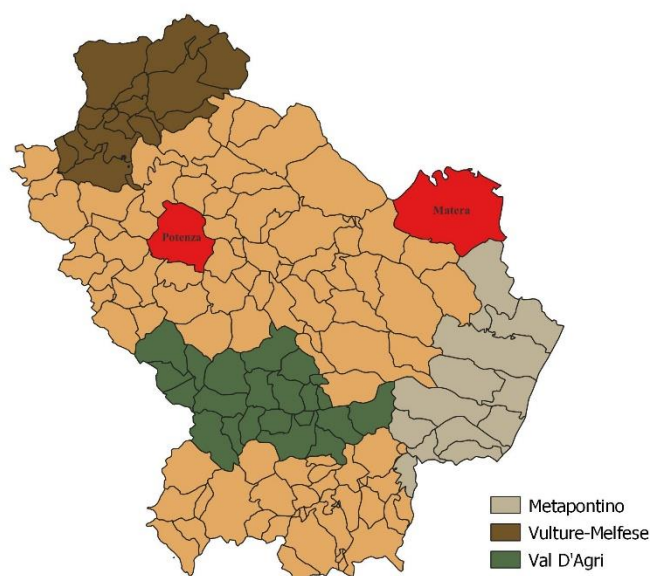 Matera
Potenza
Metapontino
Vulture-Melfese
Val D'Agri